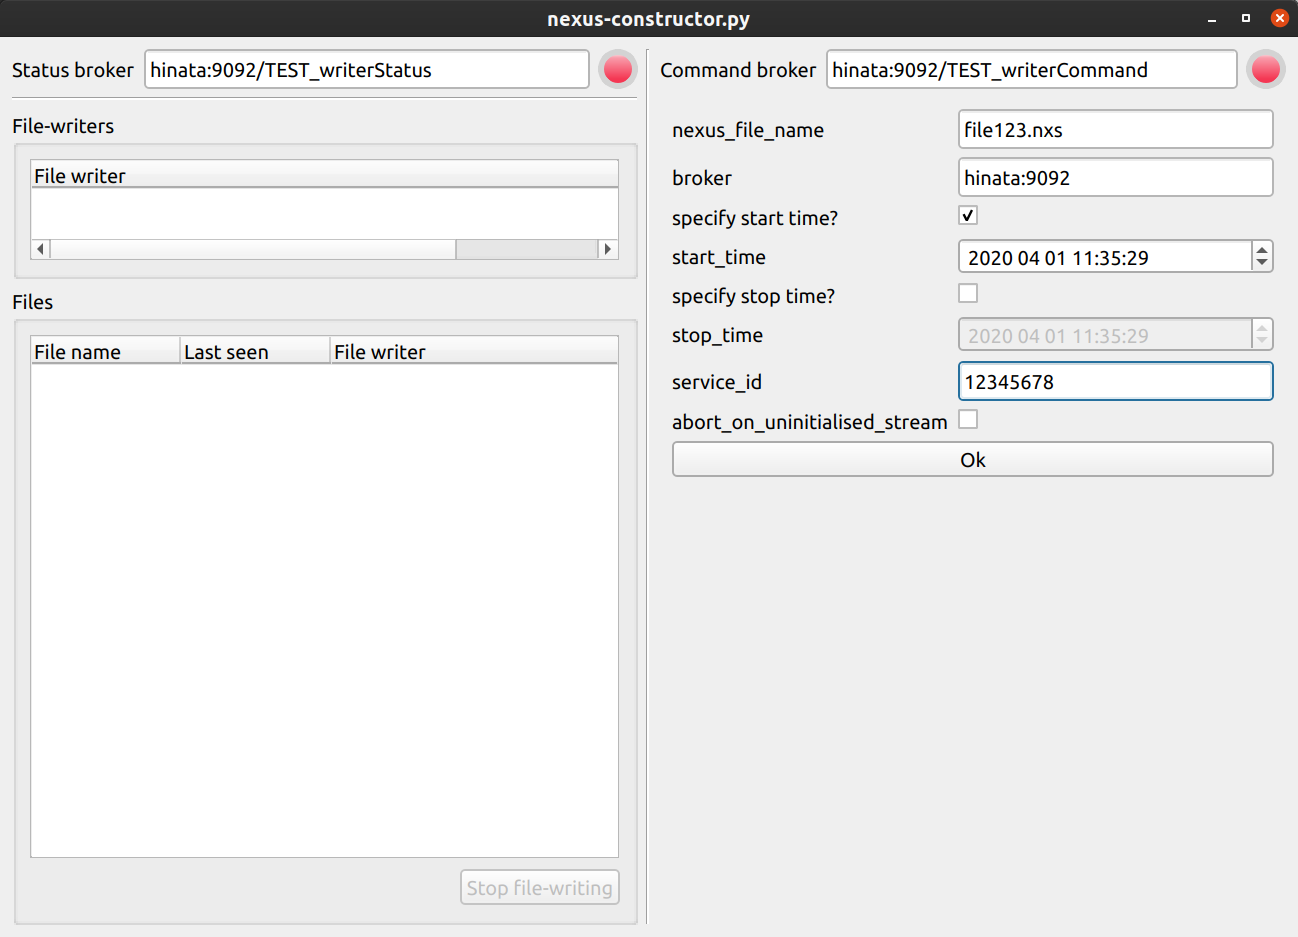 nexus-constructor.py
Status broker hinata:9092/TEST_writerStatus
File-writers
File writer
Files
File name Last seen File writer
Stop file-writing
Command broker hinata:9092/TEST_writerCommand
nexus_file_name file123.nxs
broker hinata:9092
specify start time?
start_time 2020 04 01 11:35:29
specify stop time?
stop_time 2020 04 01 11:35:29
service_id 12345678
abort_on_uninitialised_stream
Ok